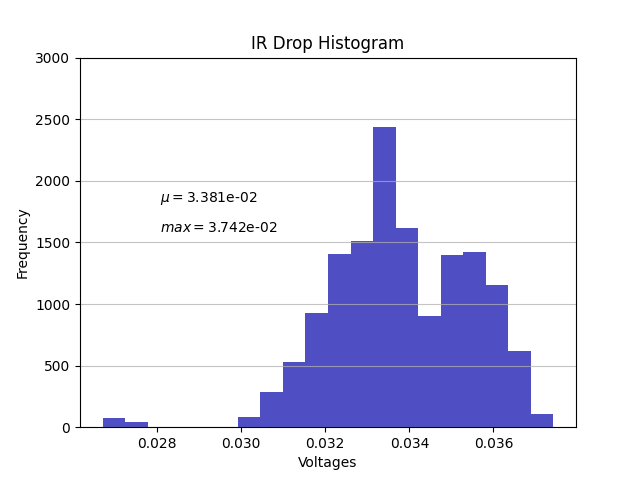 IR Drop Histogram
3000
2500
2000
1500
1000
500
0
Frequency
μ = 3.381e-02
max = 3.742e-02
0.028 0.030 0.032 0.034 0.036
Voltages